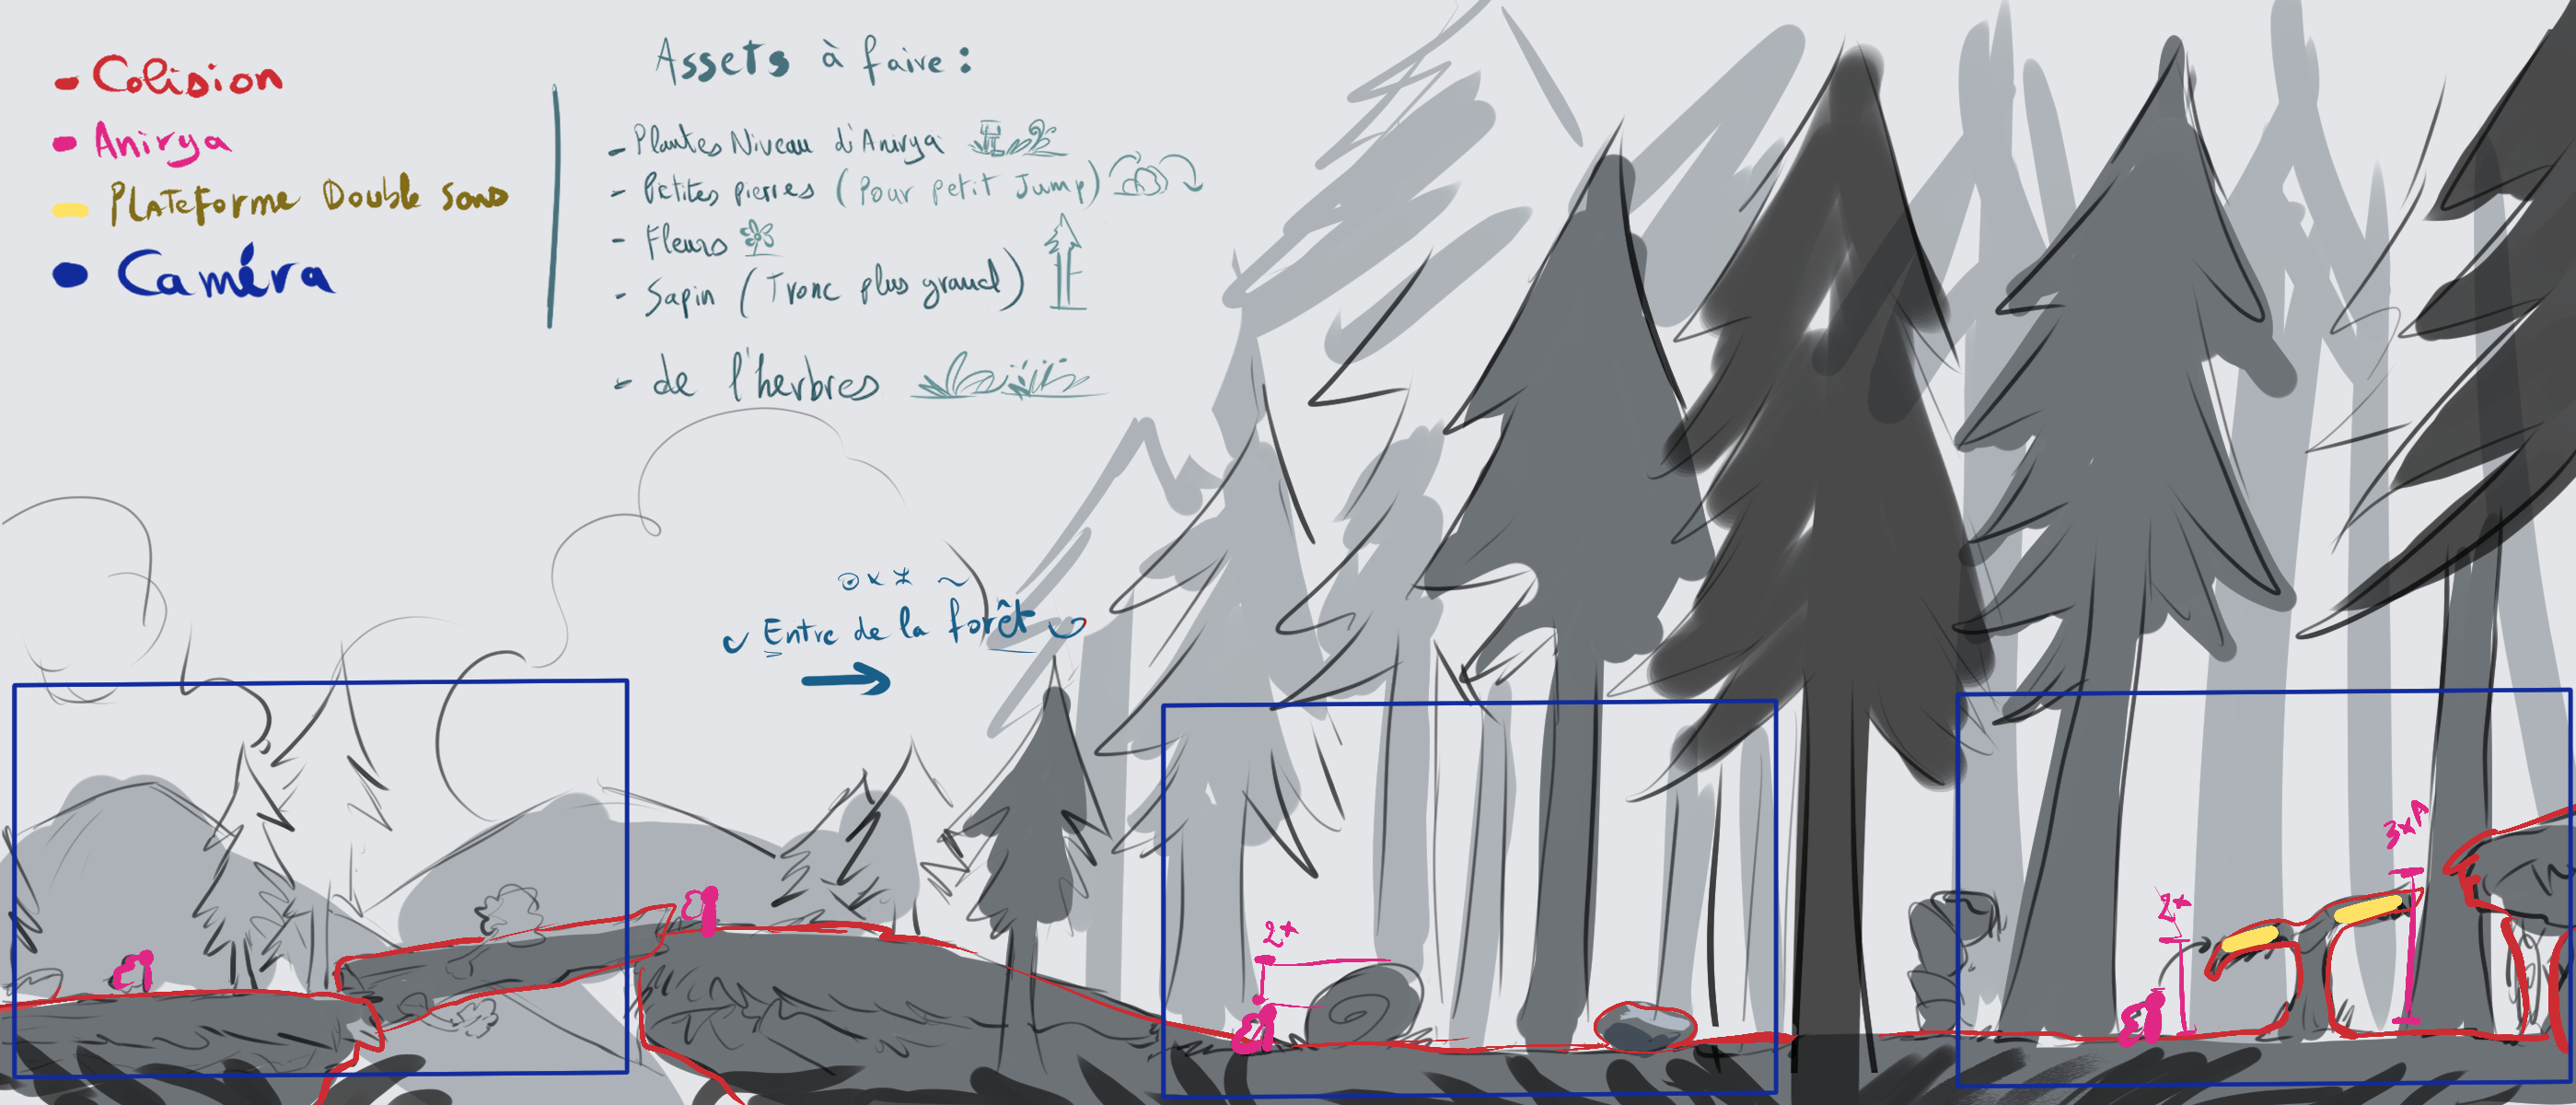 - Colision
- Anirya
- Plateforme Double sens
• Caméra
Assets à faire :
- Plantes Niveau d'Anirya
- Petites pierres (Pour petit Jump)
- Fleurs
- Sapin (Tronc plus grand)
- de l'herbres
Entre de la forêt
2x
2x
3xA